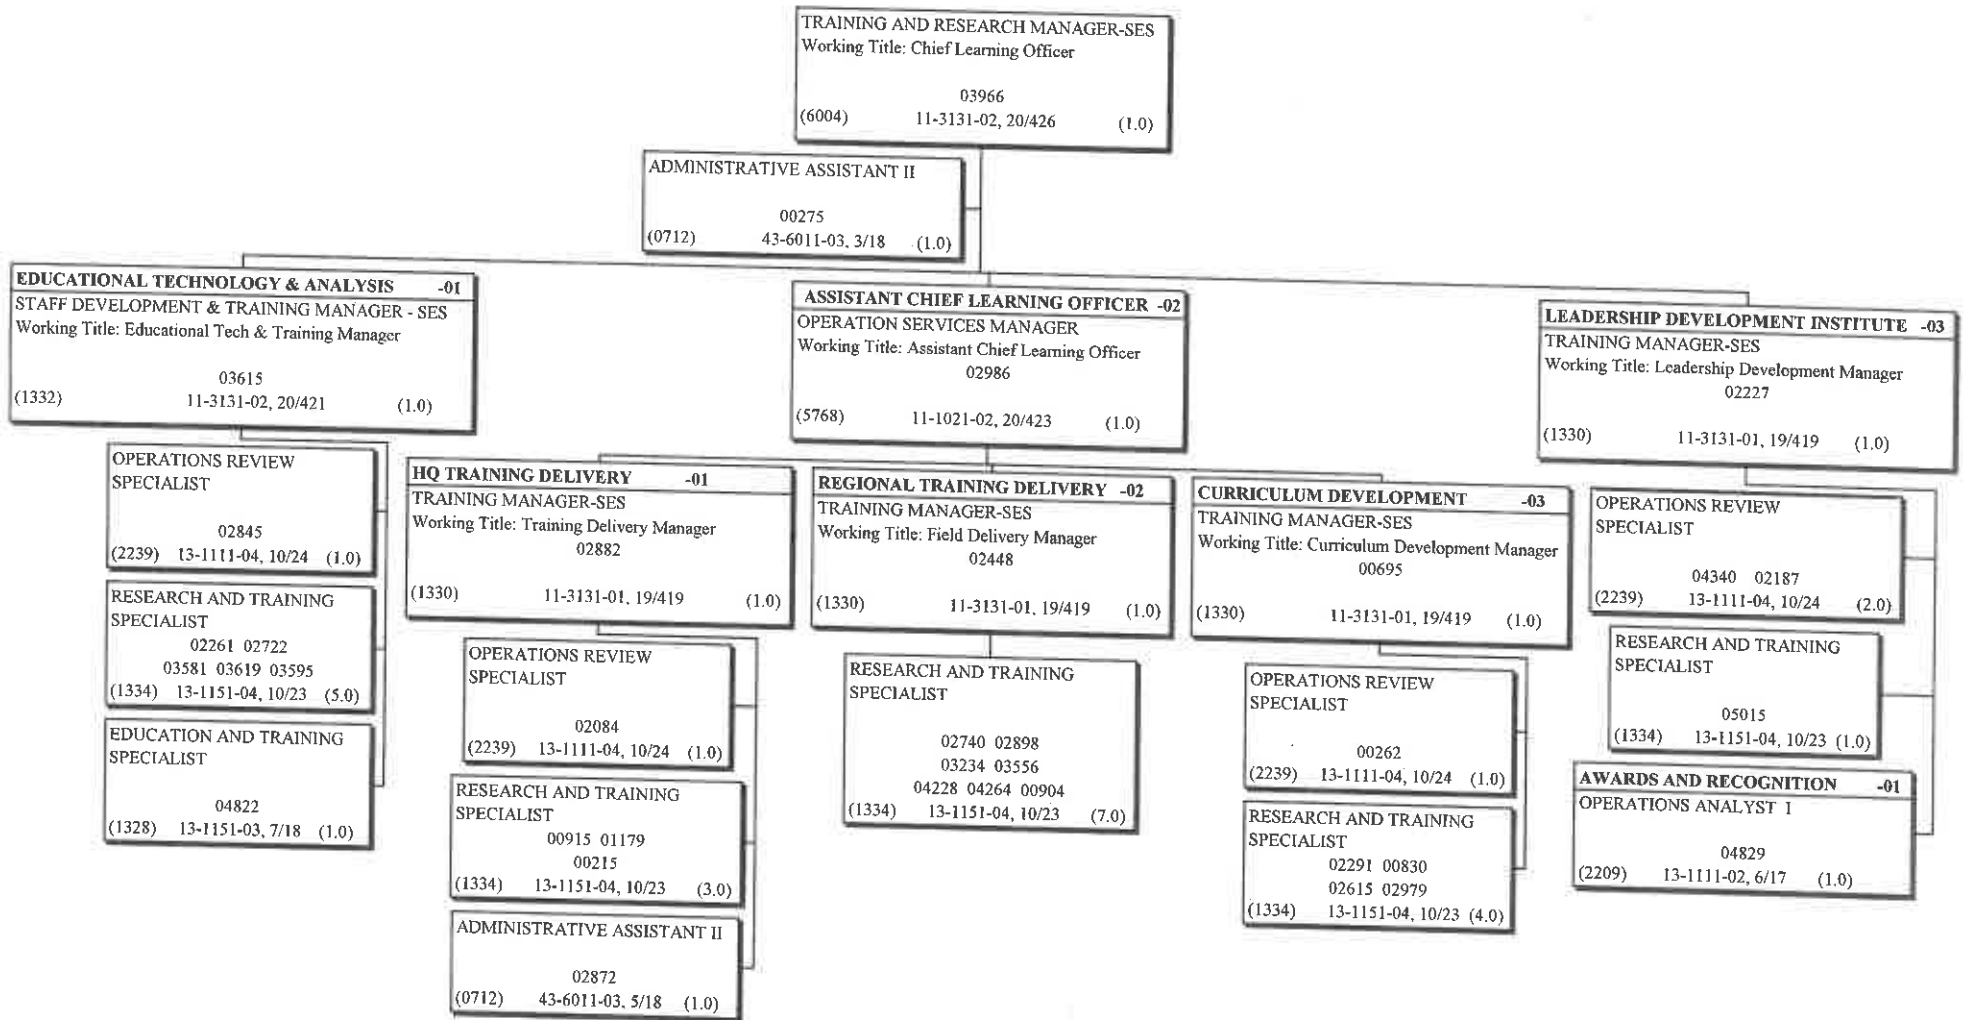 TRAINING AND RESEARCH MANAGER-SES
Working Title: Chief Learning Officer
03966
(6004) 11-3131-02, 20/426 (1.0)
ADMINISTRATIVE ASSISTANT II
00275
(0712) 43-6011-03, 3/18 (1.0)
EDUCATIONAL TECHNOLOGY & ANALYSIS -01
STAFF DEVELOPMENT & TRAINING MANAGER - SES
Working Title: Educational Tech & Training Manager
03615
(1332) 11-3131-02, 20/421 (1.0)
OPERATIONS REVIEW
SPECIALIST
02845
(2239) 13-1111-04, 10/24 (1.0)
RESEARCH AND TRAINING
SPECIALIST
02261 02722
03581 03619 03595
(1334) 13-1151-04, 10/23 (5.0)
EDUCATION AND TRAINING
SPECIALIST
04822
(1328) 13-1151-03, 7/18 (1.0)
ASSISTANT CHIEF LEARNING OFFICER -02
OPERATION SERVICES MANAGER
Working Title: Assistant Chief Learning Officer
02986
(5768) 11-1021-02, 20/423 (1.0)
HQ TRAINING DELIVERY -01
TRAINING MANAGER-SES
Working Title: Training Delivery Manager
02882
(1330) 11-3131-01, 19/419 (1.0)
OPERATIONS REVIEW
SPECIALIST
02084
(2239) 13-1111-04, 10/24 (1.0)
RESEARCH AND TRAINING
SPECIALIST
00915 01179
00215
(1334) 13-1151-04, 10/23 (3.0)
ADMINISTRATIVE ASSISTANT II
02872
(0712) 43-6011-03, 5/18 (1.0)
REGIONAL TRAINING DELIVERY -02
TRAINING MANAGER-SES
Working Title: Field Delivery Manager
02448
(1330) 11-3131-01, 19/419 (1.0)
RESEARCH AND TRAINING
SPECIALIST
02740 02898
03234 03556
04228 04264 00904
(1334) 13-1151-04, 10/23 (7.0)
CURRICULUM DEVELOPMENT -03
TRAINING MANAGER-SES
Working Title: Curriculum Development Manager
00695
(1330) 11-3131-01, 19/419 (1.0)
OPERATIONS REVIEW
SPECIALIST
00262
(2239) 13-1111-04, 10/24 (1.0)
RESEARCH AND TRAINING
SPECIALIST
02291 00830
02615 02979
(1334) 13-1151-04, 10/23 (4.0)
LEADERSHIP DEVELOPMENT INSTITUTE -03
TRAINING MANAGER-SES
Working Title: Leadership Development Manager
02227
(1330) 11-3131-01, 19/419 (1.0)
OPERATIONS REVIEW
SPECIALIST
04340 02187
(2239) 13-1111-04, 10/24 (2.0)
RESEARCH AND TRAINING
SPECIALIST
05015
(1334) 13-1151-04, 10/23 (1.0)
AWARDS AND RECOGNITION -01
OPERATIONS ANALYST I
04829
(2209) 13-1111-02, 6/17 (1.0)